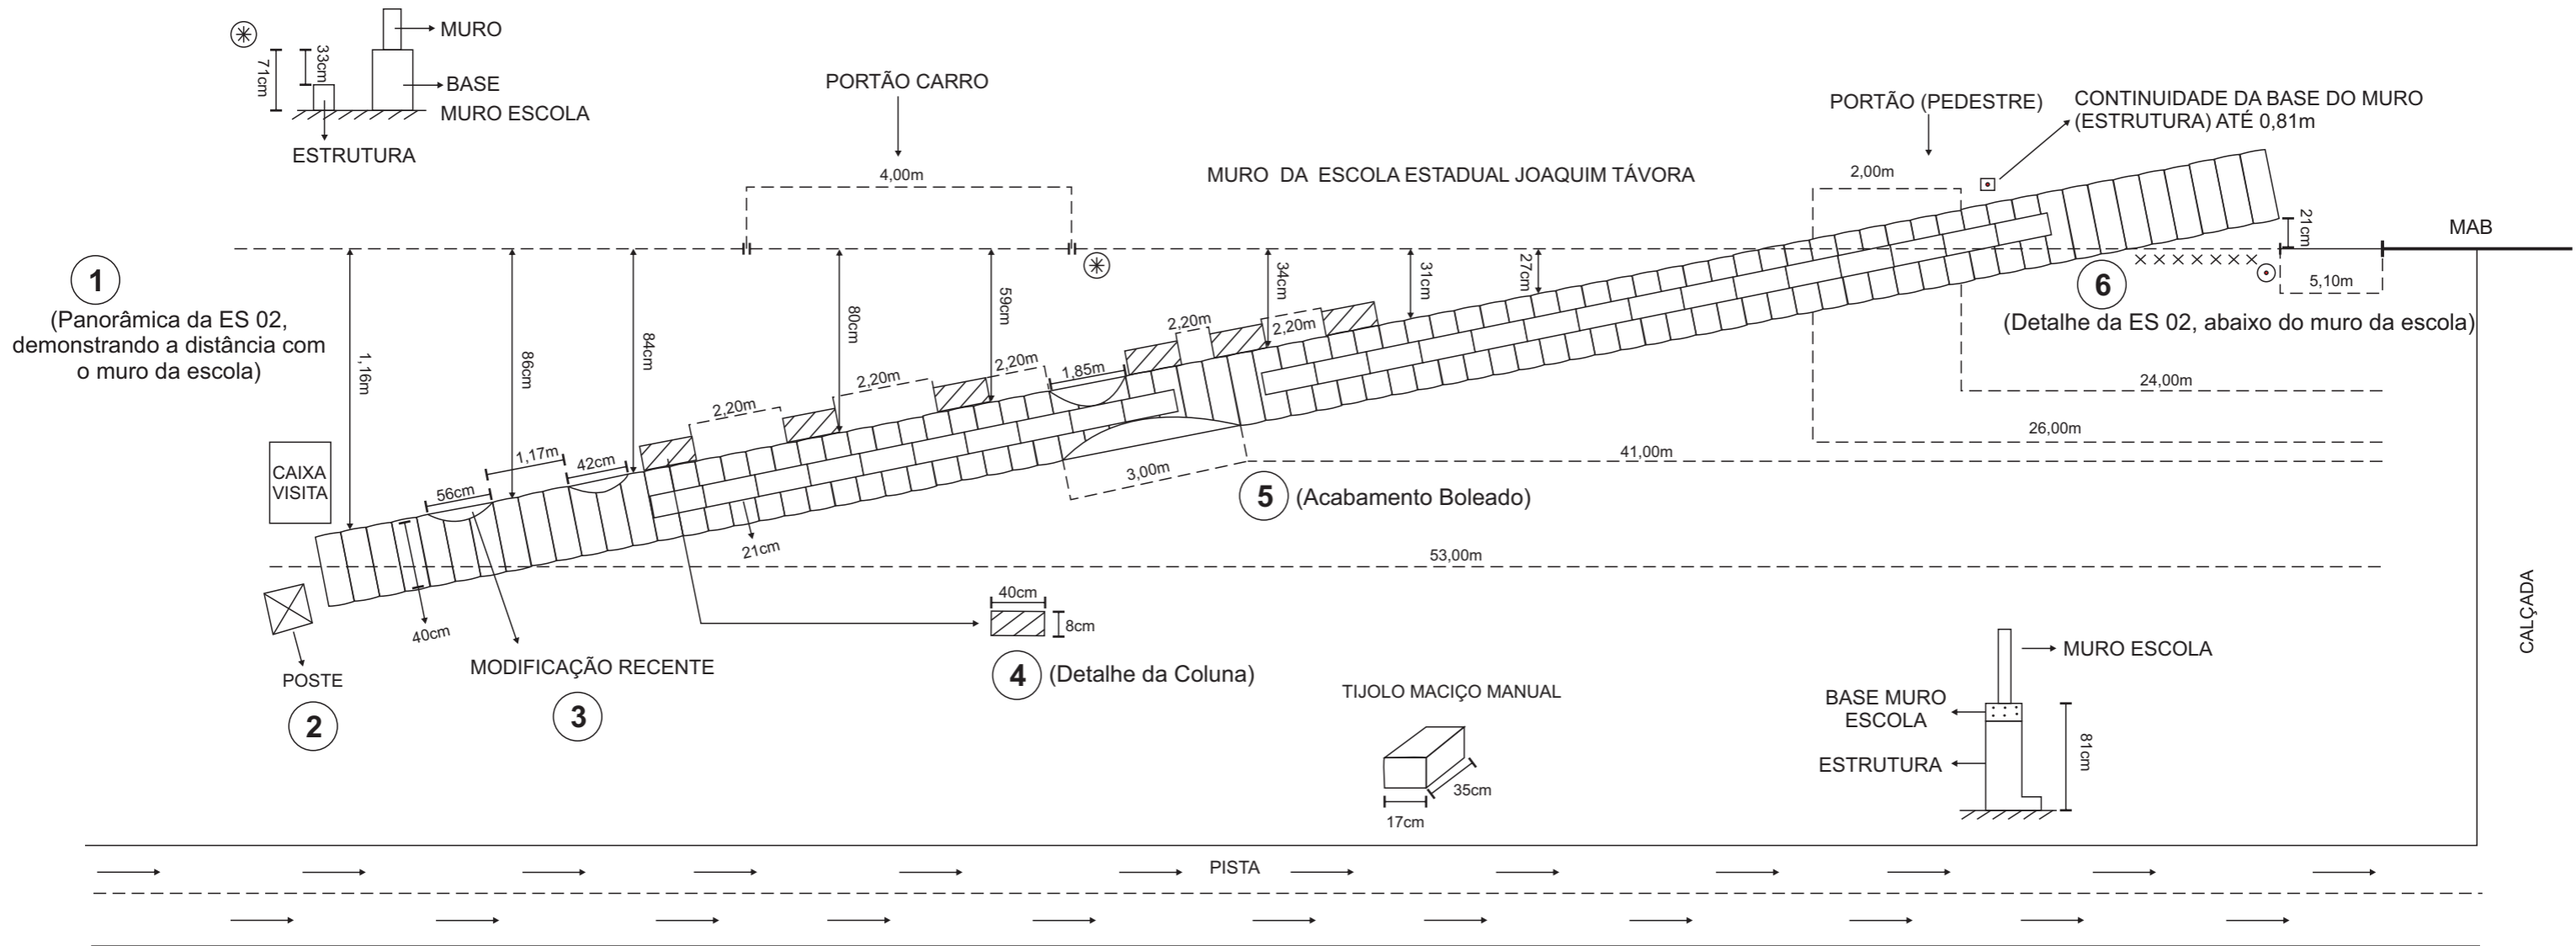 MURO
33cm
71cm
BASE
MURO ESCOLA
ESTRUTURA
PORTÃO CARRO
4,00m
MURO DA ESCOLA ESTADUAL JOAQUIM TÁVORA
PORTÃO (PEDESTRE)
2,00m
CONTINUIDADE DA BASE DO MURO
(ESTRUTURA) ATÉ 0,81m
21cm
MAB
5,10m
1
(Panorâmica da ES 02,
demonstrando a distância com
o muro da escola)
1,16m
86cm
84cm
80cm
59cm
34cm
31cm
27cm
6
(Detalhe da ES 02, abaixo do muro da escola)
2,20m
2,20m
2,20m
1,85m
2,20m
2,20m
24,00m
26,00m
41,00m
CAIXA
VISITA
56cm
1,17m
42cm
3,00m
5
(Acabamento Boleado)
21cm
53,00m
40cm
POSTE
2
MODIFICAÇÃO RECENTE
3
40cm
8cm
4
(Detalhe da Coluna)
TIJOLO MACIÇO MANUAL
35cm
17cm
MURO ESCOLA
BASE MURO
ESCOLA
ESTRUTURA
81cm
CALÇADA
PISTA